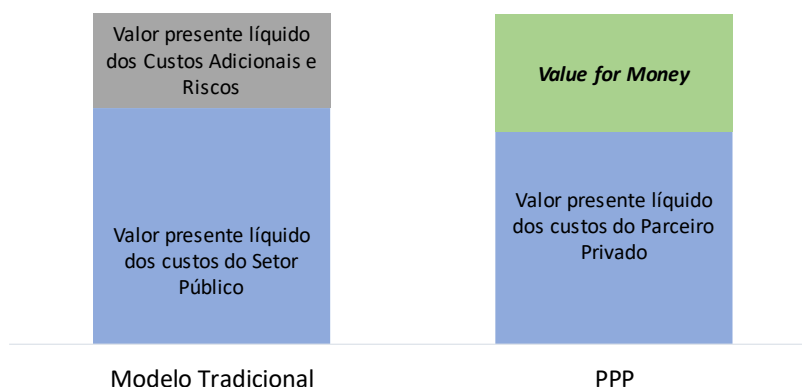 Valor presente líquido
dos Custos Adicionais e
Riscos
Valor presente líquido
dos custos do Setor
Público
Value for Money
Valor presente líquido
dos custos do Parceiro
Privado
Modelo Tradicional
PPP